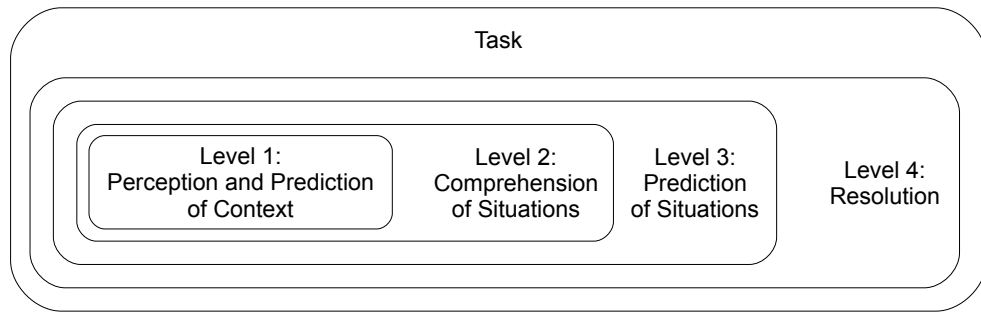 Task
Level 1:
Perception and Prediction
of Context
Level 2:
Comprehension
of Situations
Level 3:
Prediction
of Situations
Level 4:
Resolution